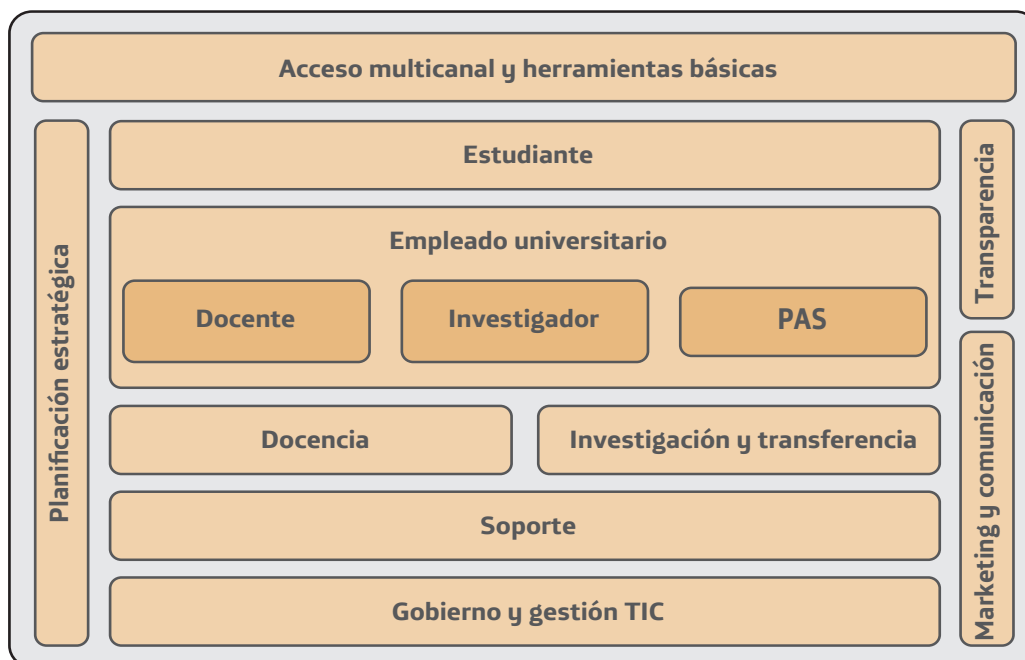 Acceso multicanal y herramientas básicas
Planificación estratégica
Estudiante
Empleado universitario
Docente
Investigador
PAS
Docencia
Investigación y transferencia
Soporte
Gobierno y gestión TIC
Transparencia
Marketing y comunicación